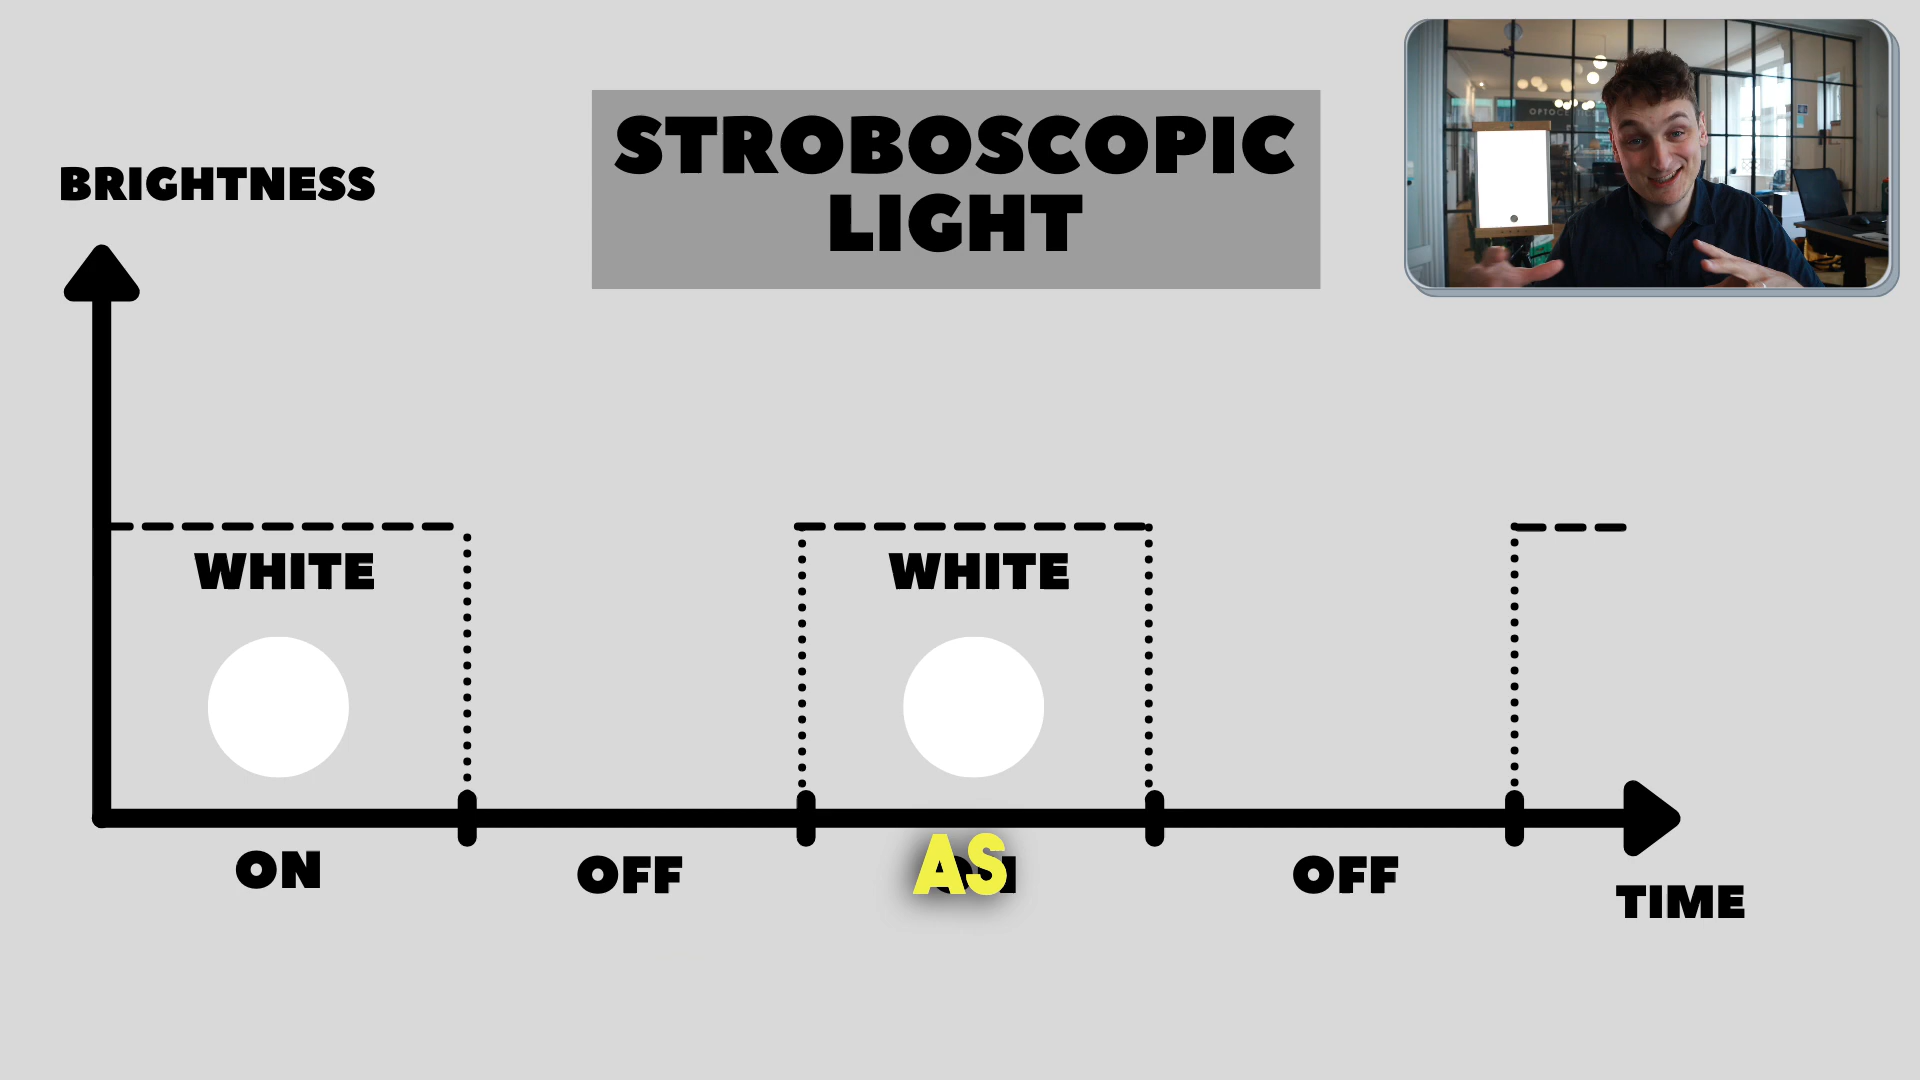 STROBOSCOPIC
LIGHT
BRIGHTNESS
WHITE
WHITE
ON
OFF
AS
OFF
TIME